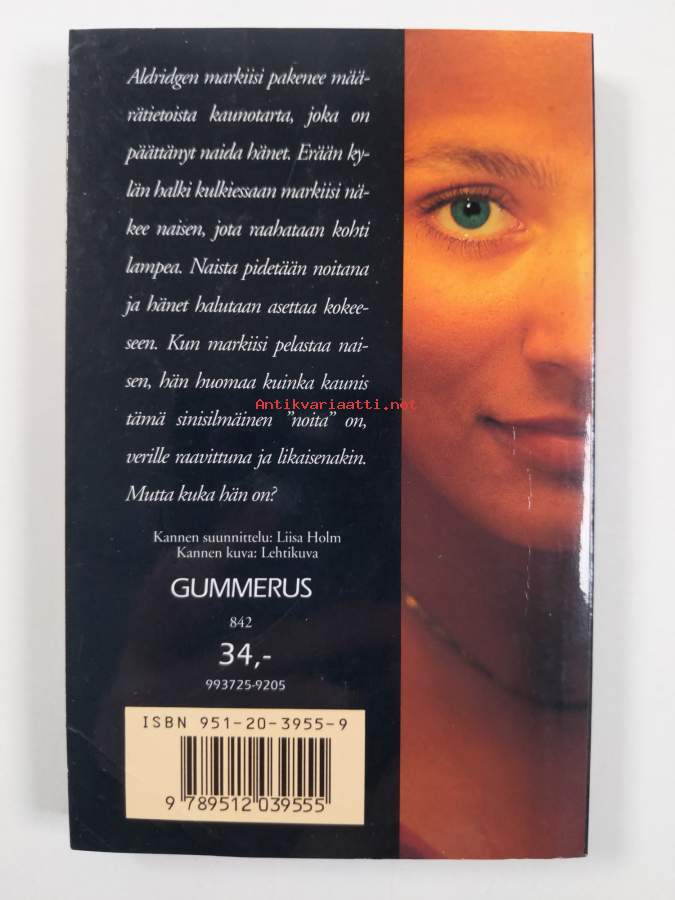 Aldridgen markiisi pakenee mää-
rätietoista kaunotarta, joka on
päättänyt naida hänet. Erään ky-
län halki kulkiessaan markiisi nä-
kee naisen, jota raahataan kohti
lampea. Naista pidetään noitana
ja hänet halutaan asettaa kokee-
seen. Kun markiisi pelastaa nai-
sen, hän huomaa kuinka kaunis
Antikvariaatti.net
tämä sinisilmäinen ”noita” on,
verille raavittuna ja likaisenakin.
Mutta kuka hän on?
Kannen suunnittelu: Liisa Holm
Kannen kuva: Lehtikuva
GUMMERUS
842
34,-
993725-9205
ISBN 951-20-3955-9
9 789512 039555